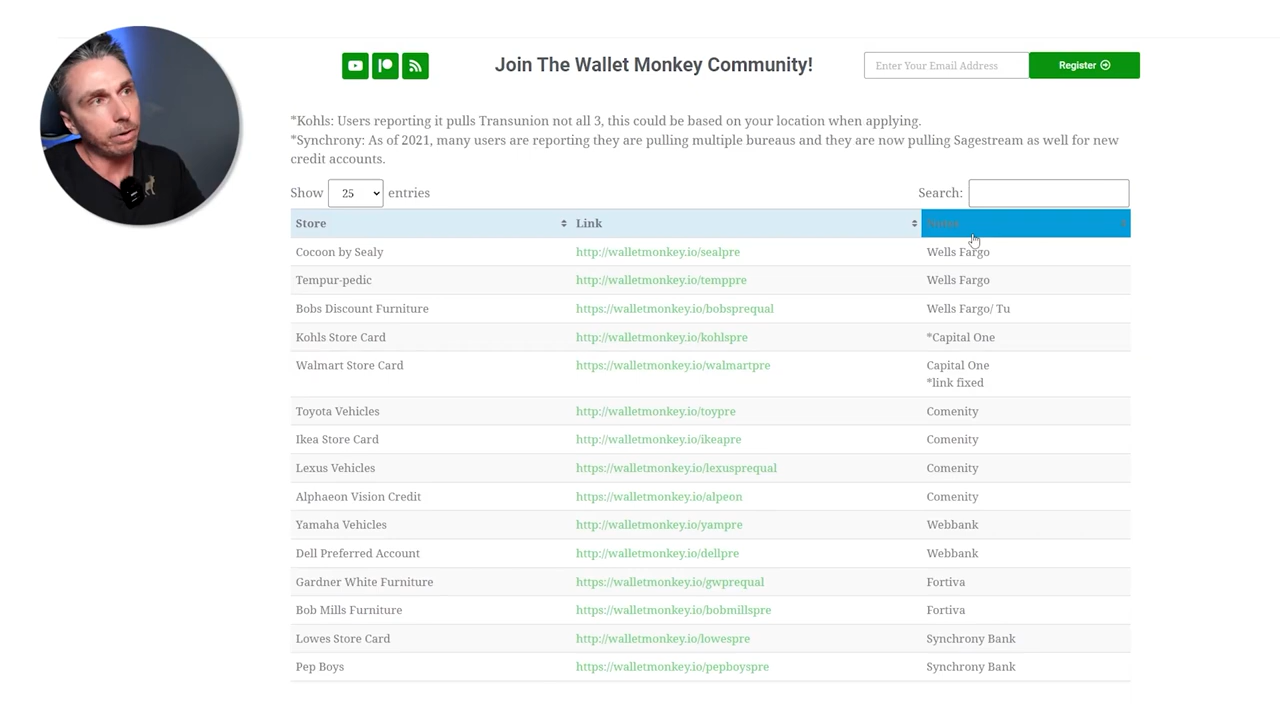 Join The Wallet Monkey Community!
Enter Your Email Address
Register
*Kohls: Users reporting it pulls Transunion not all 3, this could be based on your location when applying.
*Synchrony: As of 2021, many users are reporting they are pulling multiple bureaus and they are now pulling Sagestream as well for new
credit accounts.
Show 25 entries Search:
Store Link Notes
Cocoon by Sealy http://walletmonkey.io/sealpre Wells Fargo
Tempur-pedic http://walletmonkey.io/temppre Wells Fargo
Bobs Discount Furniture https://walletmonkey.io/bobsprequal Wells Fargo/ Tu
Kohls Store Card http://walletmonkey.io/kohlspre *Capital One
Walmart Store Card https://walletmonkey.io/walmartpre Capital One
*link fixed
Toyota Vehicles http://walletmonkey.io/toypre Comenity
Ikea Store Card http://walletmonkey.io/ikeapre Comenity
Lexus Vehicles https://walletmonkey.io/lexusprequal Comenity
Alphaeon Vision Credit https://walletmonkey.io/alpeon Comenity
Yamaha Vehicles http://walletmonkey.io/yampre Webbank
Dell Preferred Account http://walletmonkey.io/dellpre Webbank
Gardner White Furniture https://walletmonkey.io/gwprequal Fortiva
Bob Mills Furniture https://walletmonkey.io/bobmillspre Fortiva
Lowes Store Card http://walletmonkey.io/lowespre Synchrony Bank
Pep Boys https://walletmonkey.io/pepboyspre Synchrony Bank